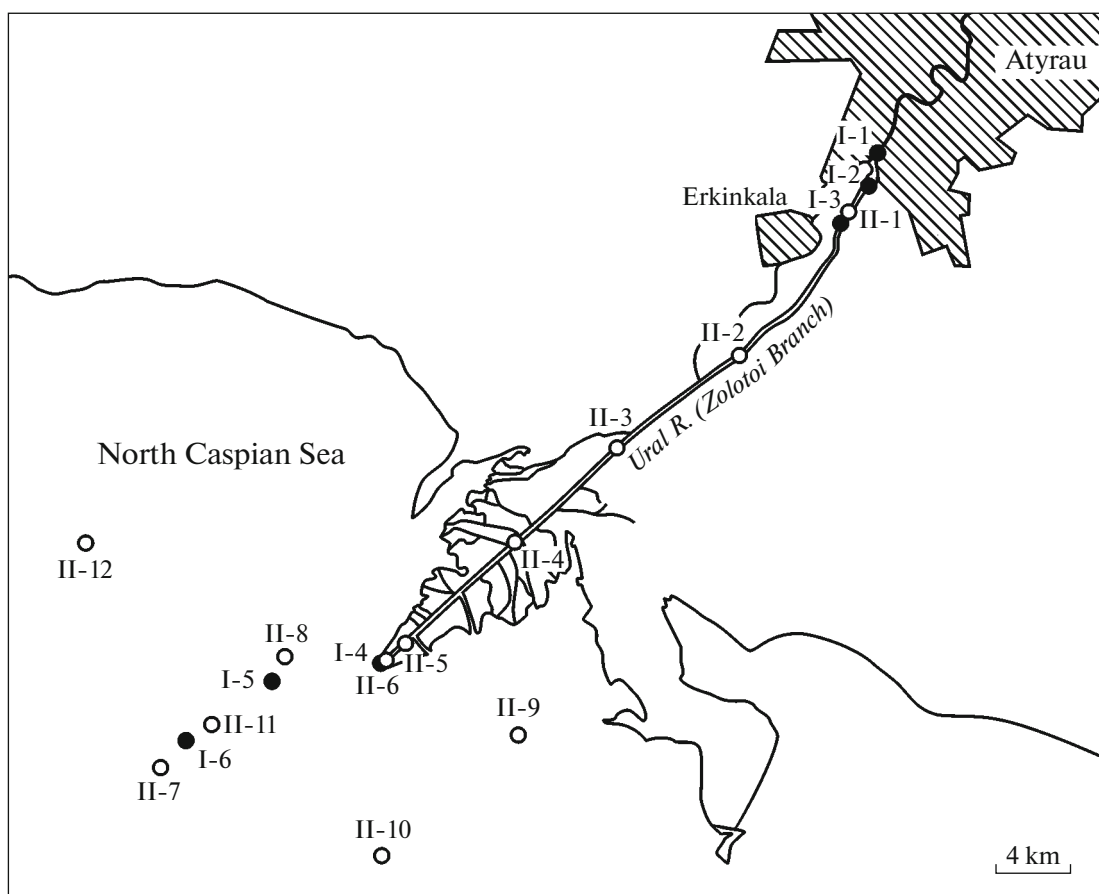 Atyrau
I-1
I-2
I-3
Erkinkala
II-1
II-2
Ural R. (Zolotoi Branch)
II-3
North Caspian Sea
II-4
II-12
II-8
I-4
II-5
I-5
II-6
II-9
II-11
I-6
II-7
II-10
4 km